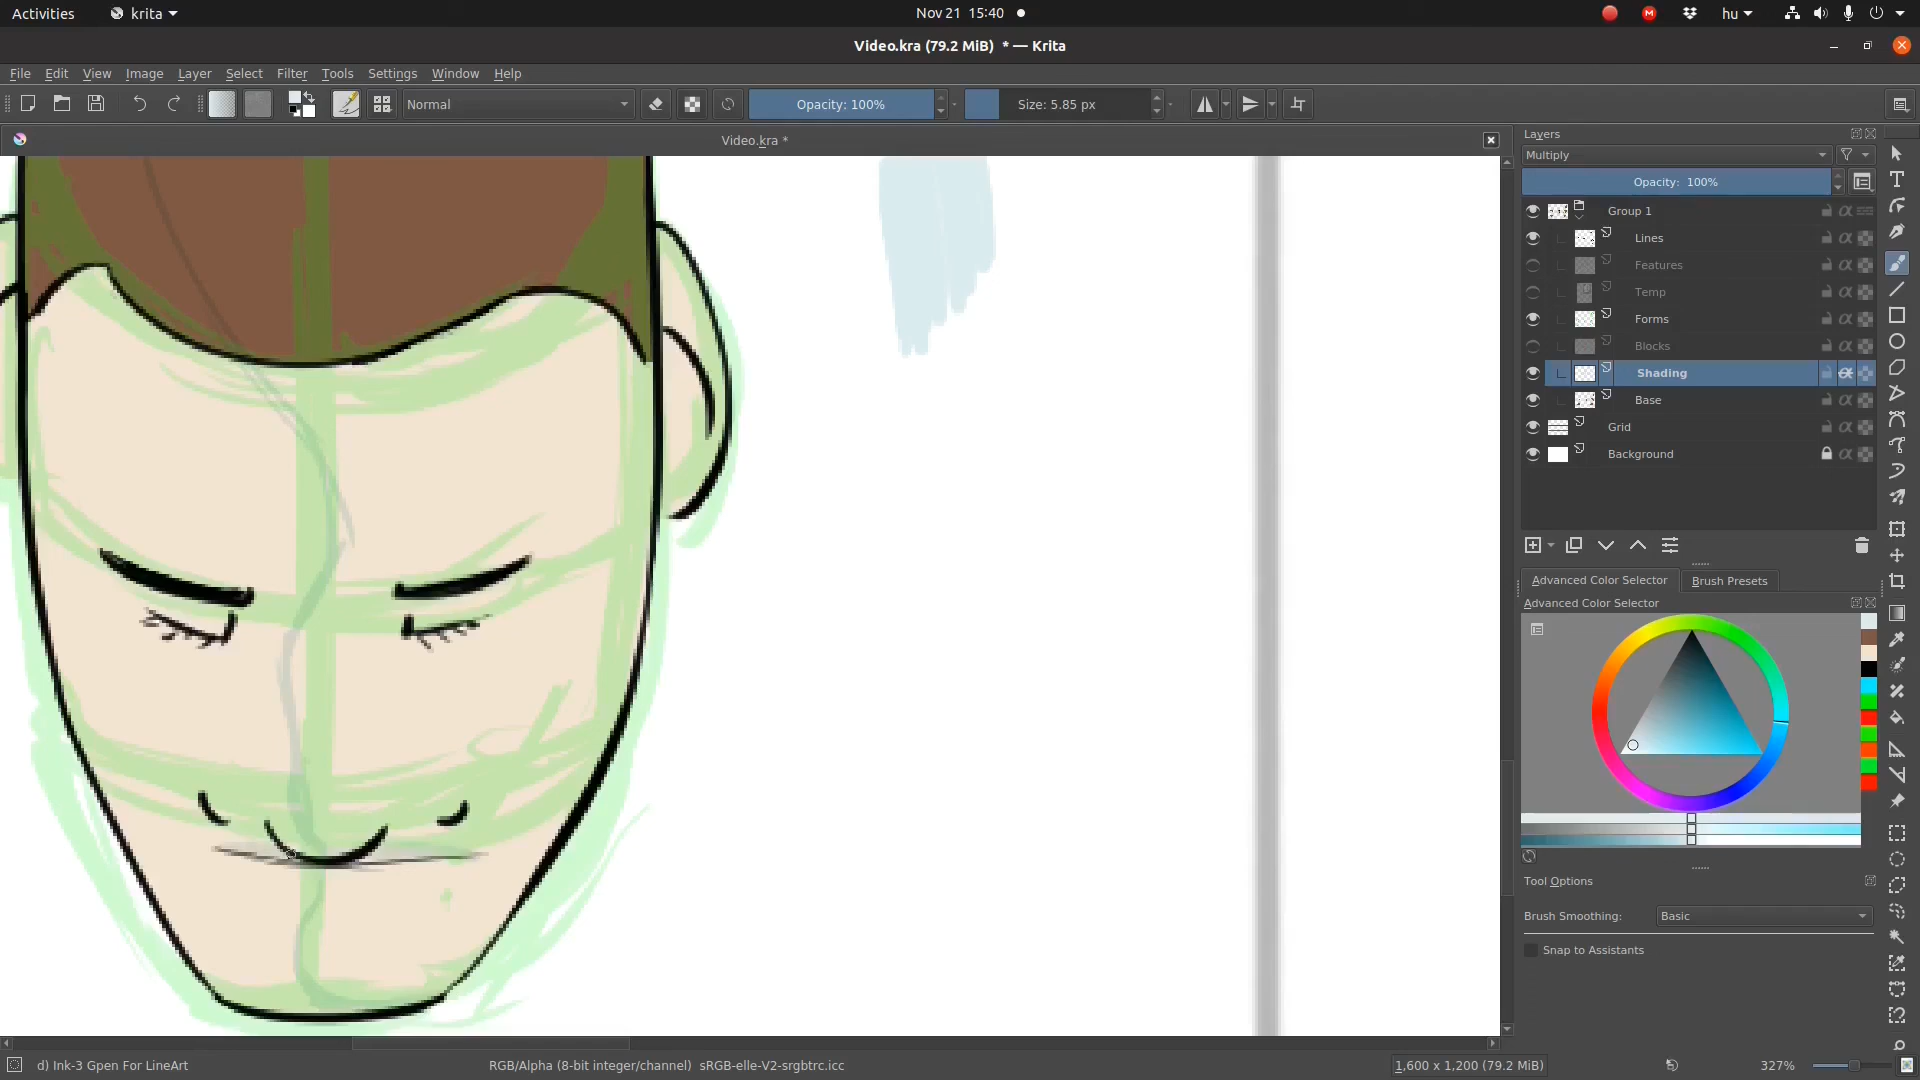 Activities krita Nov 21 15:40 hu
Video.kra (79.2 MiB) * — Krita
File Edit View Image Layer Select Filter Tools Settings Window Help
Normal Opacity: 100% Size: 5.85 px
Video.kra *
Layers
Multiply
Opacity: 100%
Group 1
Lines
Features
Temp
Forms
Blocks
Shading
Base
Grid
Background
Advanced Color Selector Brush Presets
Advanced Color Selector
Tool Options
Brush Smoothing: Basic
Snap to Assistants
d) Ink-3 Gpen For LineArt RGB/Alpha (8-bit integer/channel) sRGB-elle-V2-srgbtrc.icc 1,600 x 1,200 (79.2 MiB) 327%